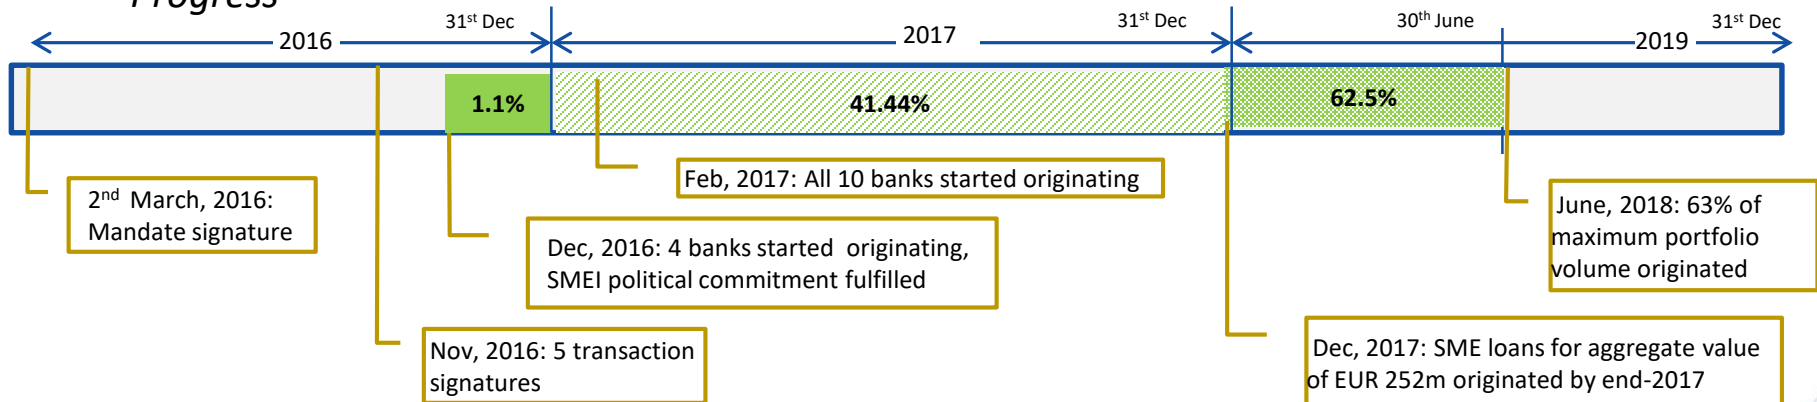 Progress
31st Dec
31st Dec
30th June
31st Dec
2016
2017
2019
1.1%
41.44%
62.5%
2nd March, 2016:
Mandate signature
Feb, 2017: All 10 banks started originating
Dec, 2016: 4 banks started originating,
SMEI political commitment fulfilled
June, 2018: 63% of
maximum portfolio
volume originated
Nov, 2016: 5 transaction
signatures
Dec, 2017: SME loans for aggregate value
of EUR 252m originated by end-2017